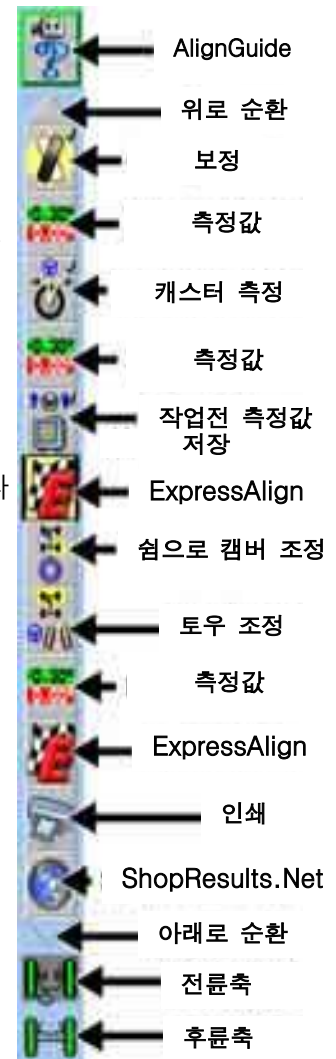 AlignGuide
위로 순환
보정
측정값
캐스터 측정
측정값
작업전 측정값
저장
ExpressAlign
쉼으로 캠버 조정
토우 조정
측정값
ExpressAlign
인쇄
ShopResults.Net
아래로 순환
전륜축
후륜축